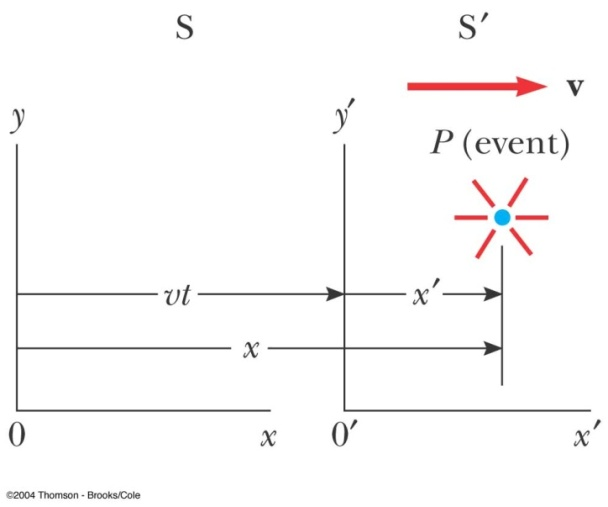 S S′
v
y y′
P (event)
vt x′
x
0 x 0′ x′
©2004 Thomson - Brooks/Cole